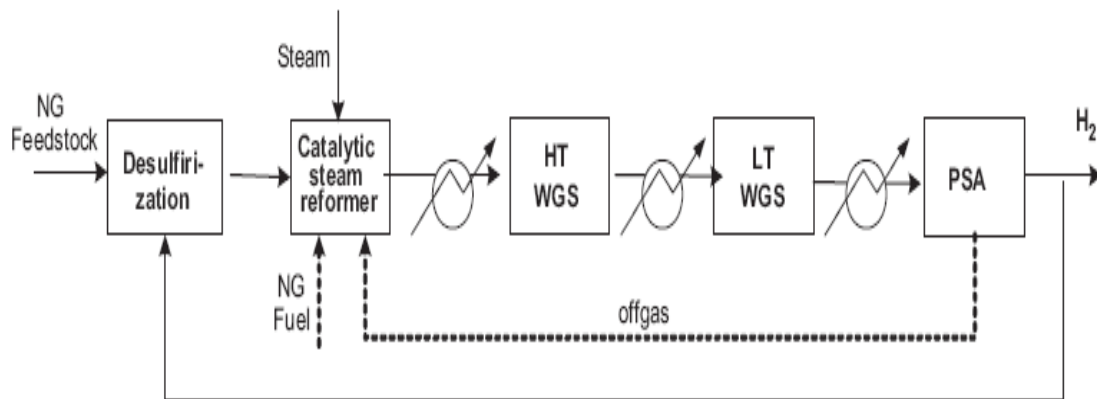 Steam
NG
Feedstock
Desulfiri-
zation
Catalytic
steam
reformer
HT
WGS
LT
WGS
PSA
H2
NG
Fuel
offgas